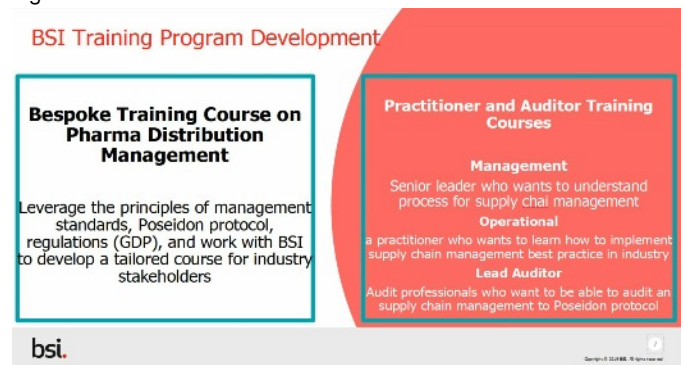 BSI Training Program Development
Bespoke Training Course on
Pharma Distribution
Management
Leverage the principles of management
standards, Poseidon protocol,
regulations (GDP), and work with BSI
to develop a tailored course for industry
stakeholders
Practitioner and Auditor Training
Courses
Management
Senior leader who wants to understand
process for supply chai management
Operational
a practitioner who wants to learn how to implement
supply chain management best practice in industry
Lead Auditor
Audit professionals who want to be able to audit an
supply chain management to Poseidon protocol
bsi.